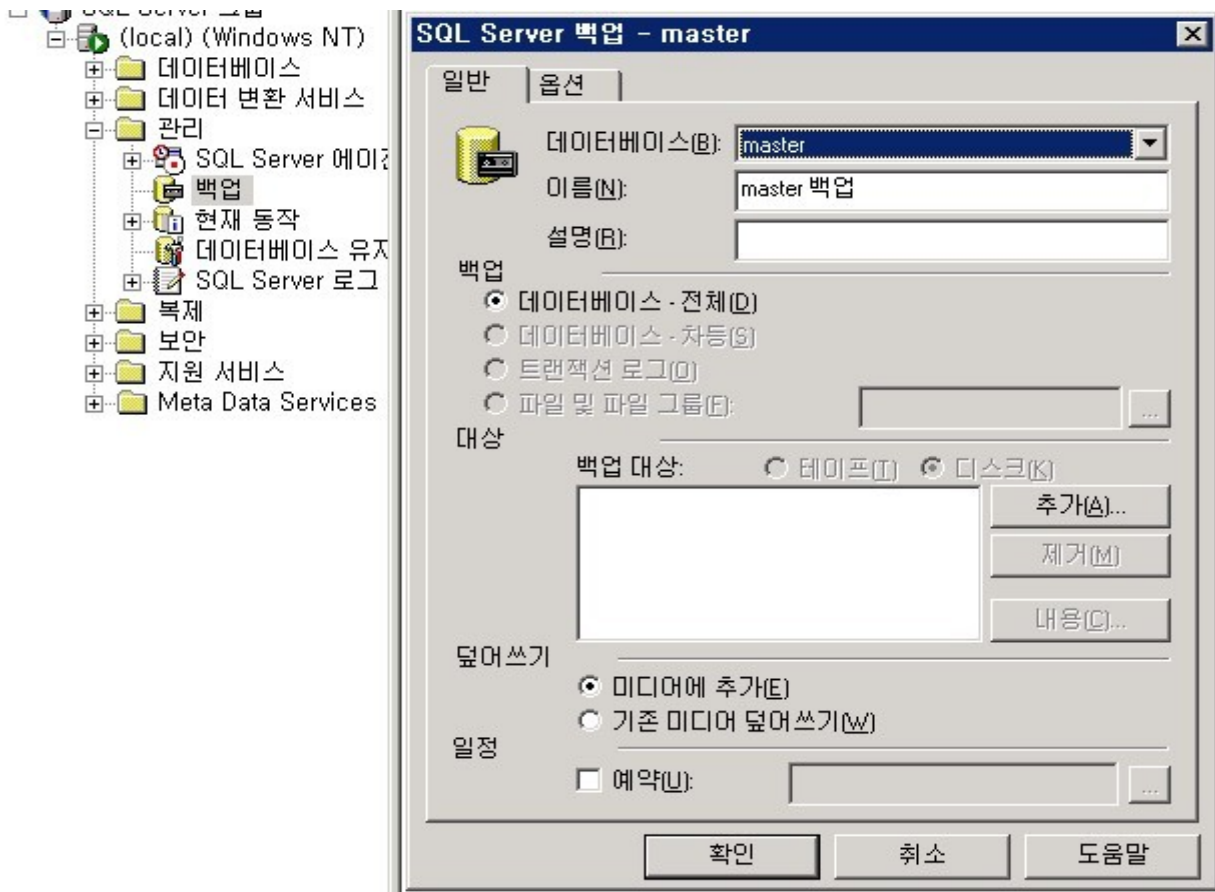 SQL Server 그룹
(local) (Windows NT)
데이터베이스
데이터 변환 서비스
관리
SQL Server
백업
현재 동작
데이터베이스
SQL Server 로그
복제
보안
지원 서비스
Meta Data Services
SQL Server 백업 - master
일반
옵션
데이터베이스(B): master
이름(N): master 백업
설명(R):
백업
데이터베이스 - 전체(D)
데이터베이스 - 차등(S)
트랜잭션 로그(O)
파일 및 파일 그룹(F): ...
대상
백업 대상: 테이프(T) 디스크(K)
추가(A)...
제거(M)
내용(C)...
덮어쓰기
미디어에 추가(E)
기존 미디어 덮어쓰기(W)
일정
예약(U): ...
확인 취소 도움말